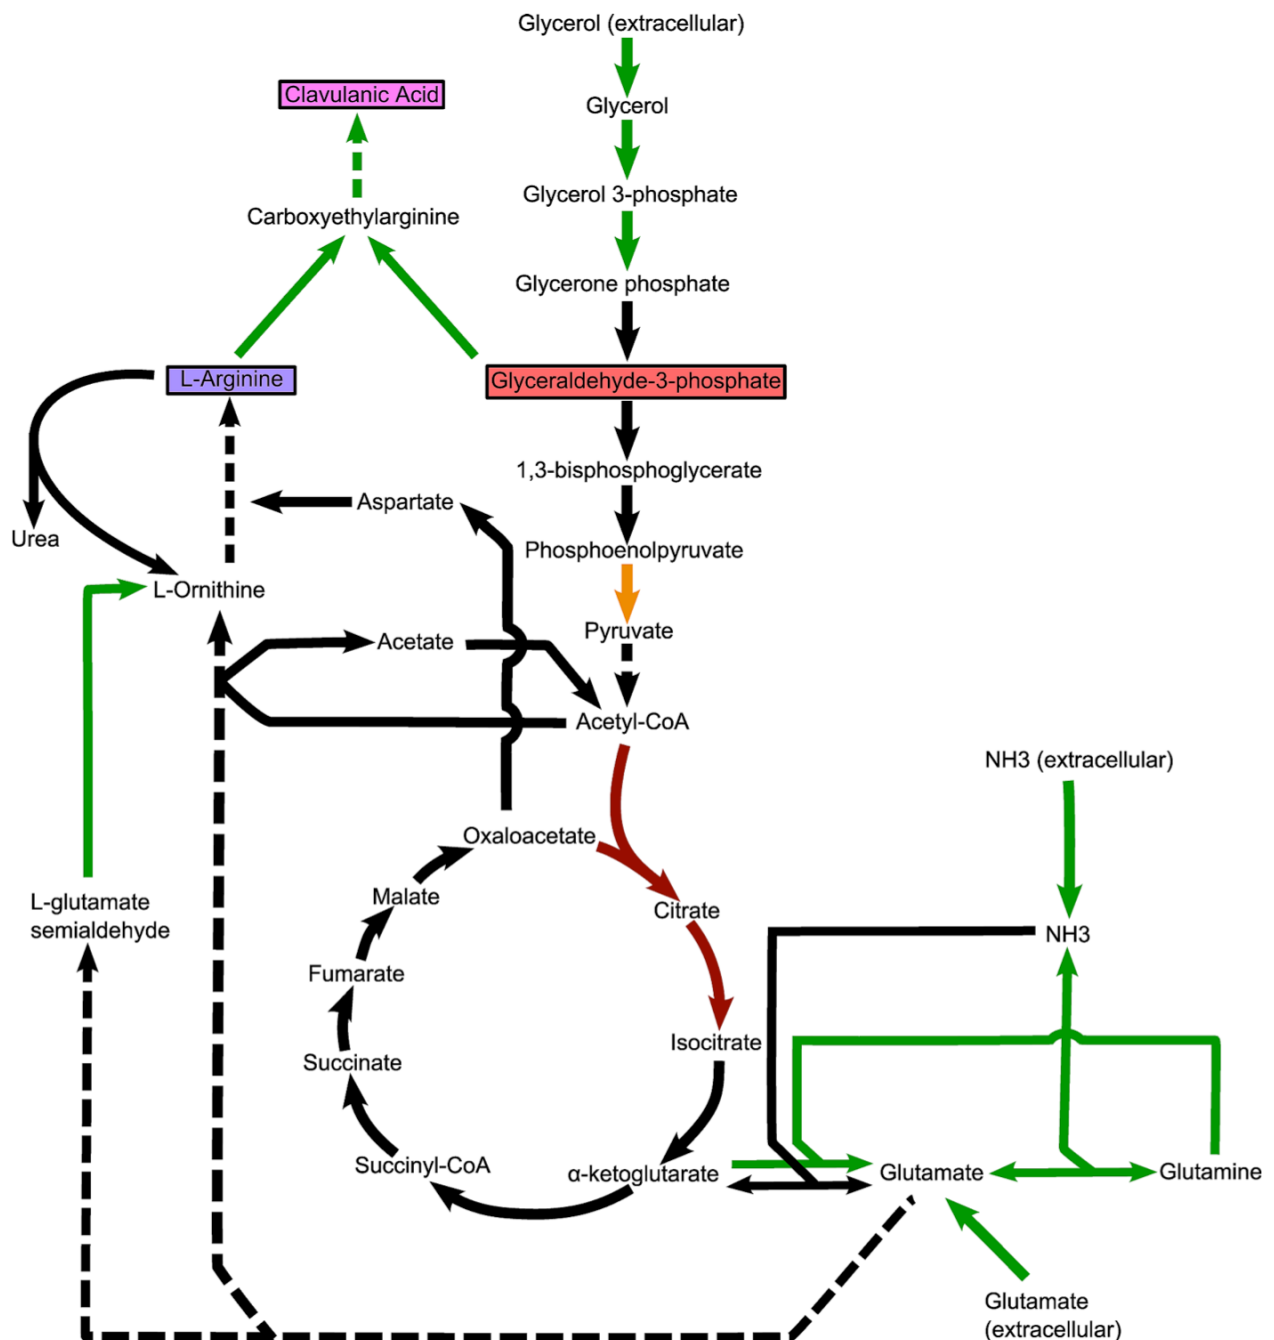 Glycerol (extracellular)
Clavulanic Acid
Glycerol
Glycerol 3-phosphate
Carboxyethylarginine
Glycerone phosphate
L-Arginine
Glyceraldehyde-3-phosphate
1,3-bisphosphoglycerate
Aspartate
Urea
Phosphoenolpyruvate
L-Ornithine
Pyruvate
Acetate
Acetyl-CoA
NH3 (extracellular)
Oxaloacetate
Malate
L-glutamate
semialdehyde
Citrate
NH3
Fumarate
Isocitrate
Succinate
Succinyl-CoA
α-ketoglutarate
Glutamate
Glutamine
Glutamate
(extracellular)